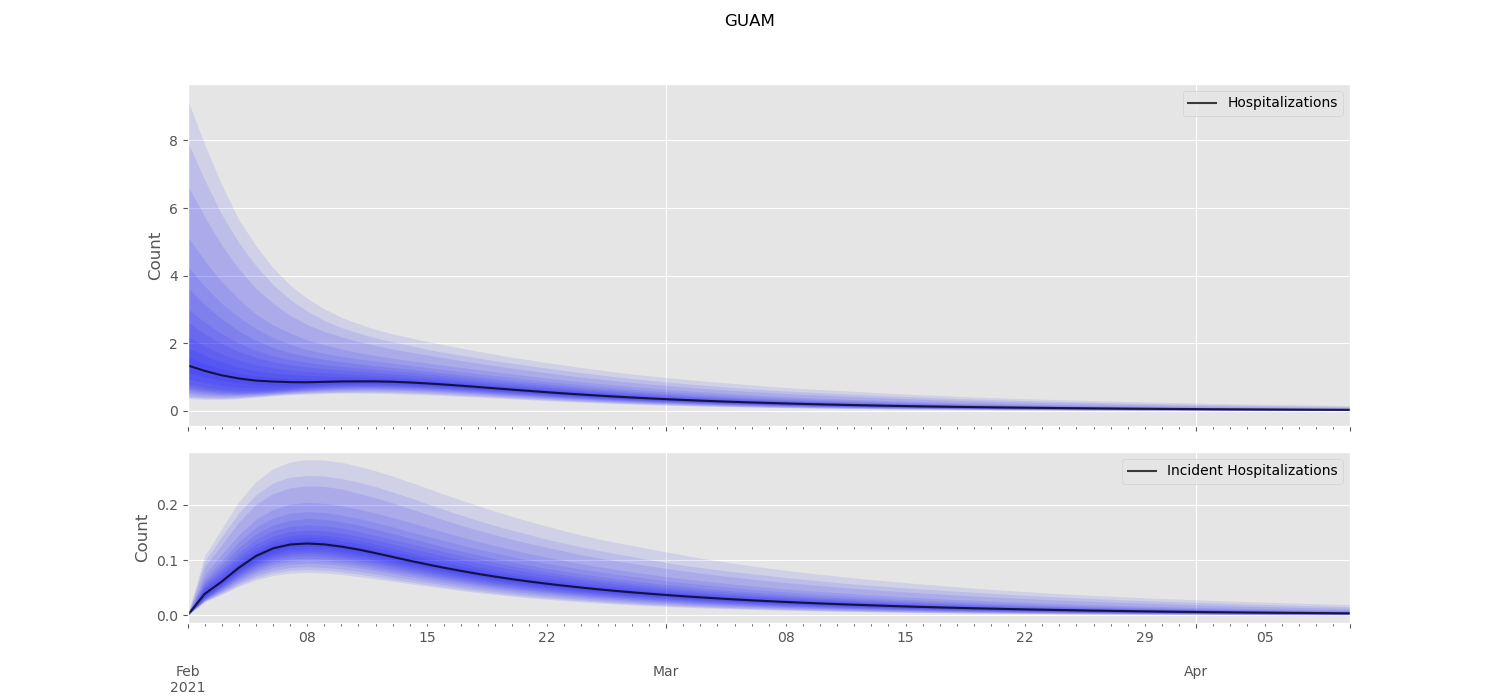 GUAM
Hospitalizations
Count
8
6
4
2
0
Incident Hospitalizations
Count
0.2
0.1
0.0
08 15 22 08 15 22 29 05
Feb Mar Apr
2021